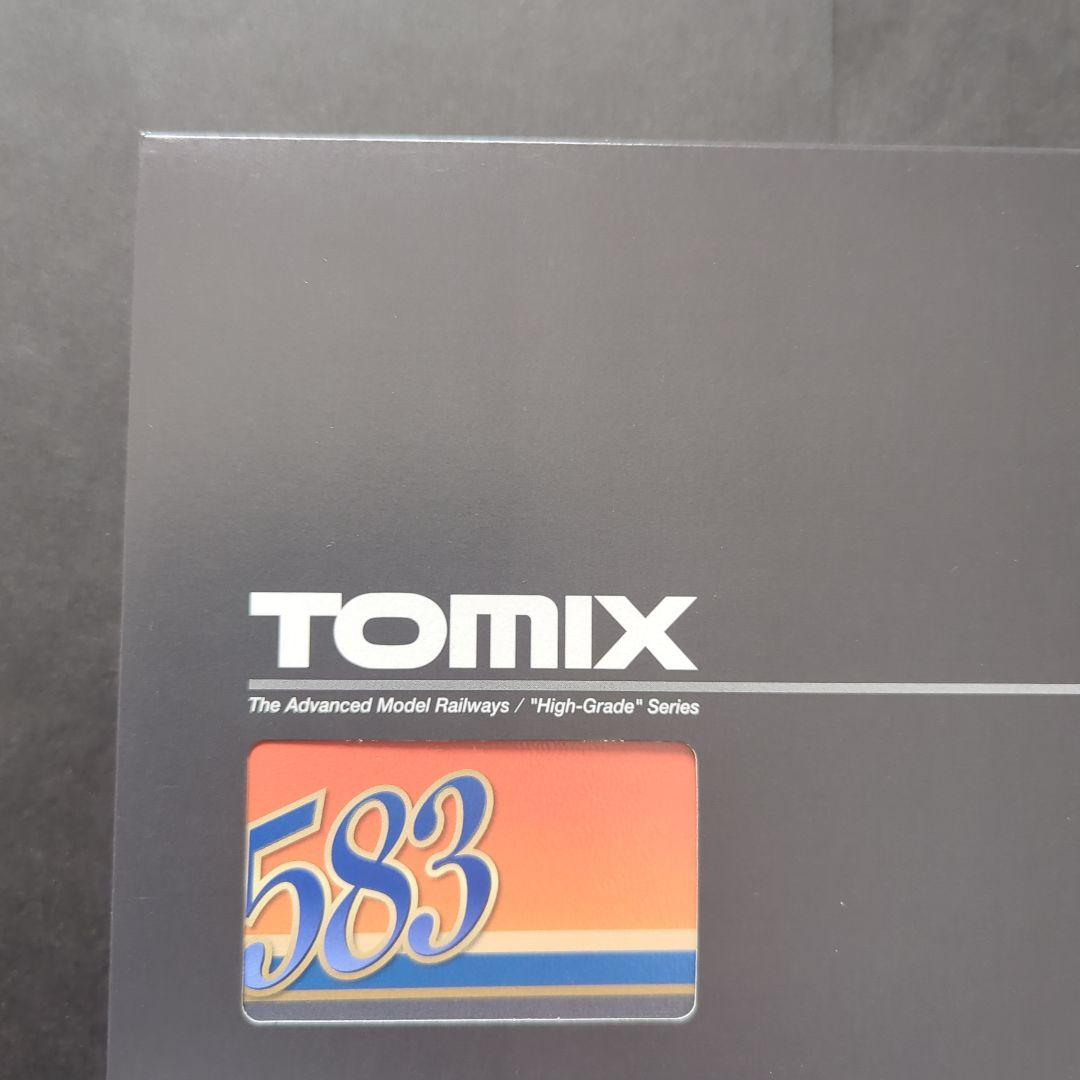 TOMIX
The Advanced Model Railways / "High-Grade" Series
583